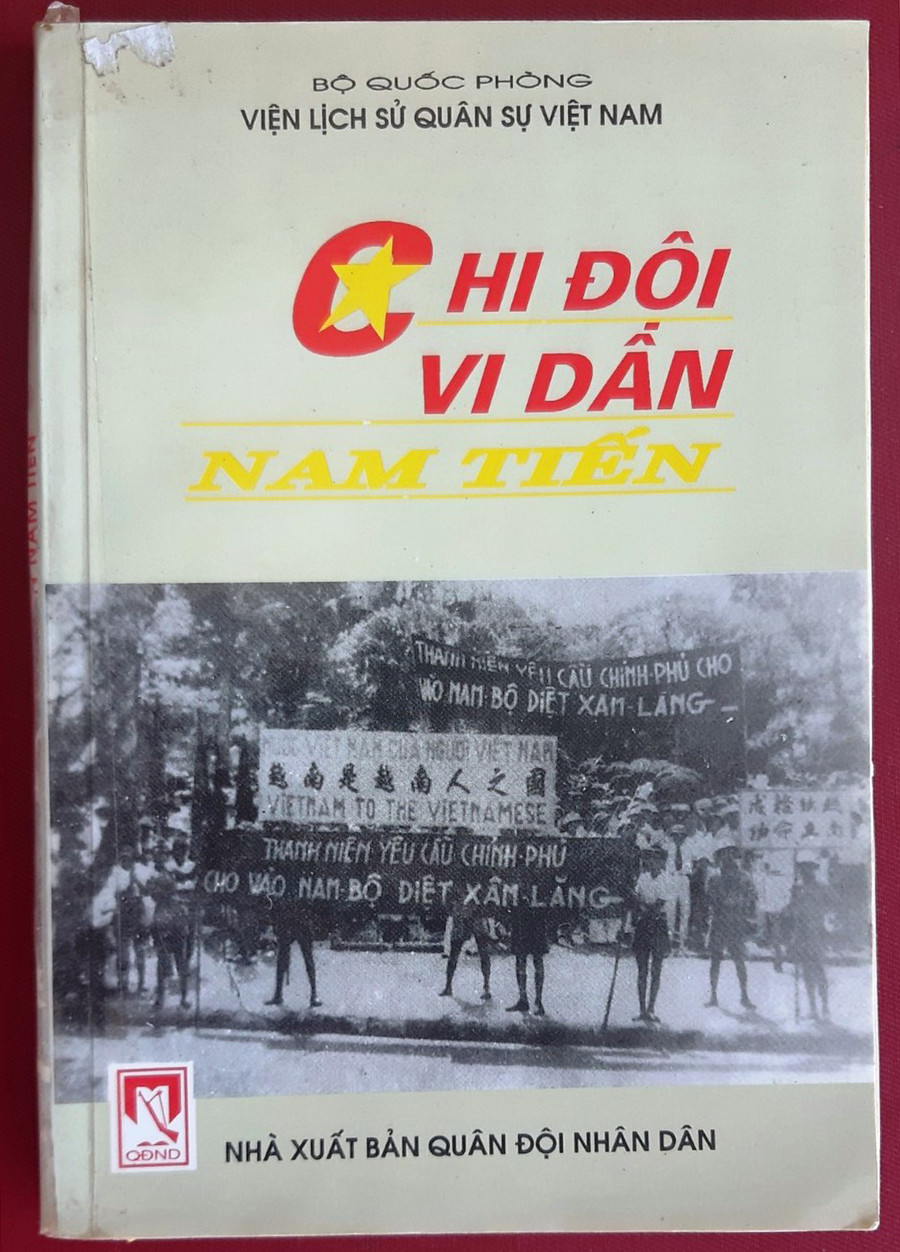 BỘ QUỐC PHÒNG
VIỆN LỊCH SỬ QUÂN SỰ VIỆT NAM
CHI ĐỘI
VI DÂN
NAM TIẾN
NAM TIẾN
THANH NIÊN YÊU CẦU CHÍNH-PHỦ CHO
VÀO NAM-BỘ DIỆT XÂM-LĂNG
NƯỚC VIỆT NAM CỦA NGƯỜI VIỆT NAM
越南是越南人之國
VIETNAM TO THE VIETNAMESE
THANH NIÊN YÊU CẦU CHÍNH-PHỦ
CHO VÀO NAM-BỘ DIỆT XÂM-LĂNG
QĐND
NHÀ XUẤT BẢN QUÂN ĐỘI NHÂN DÂN